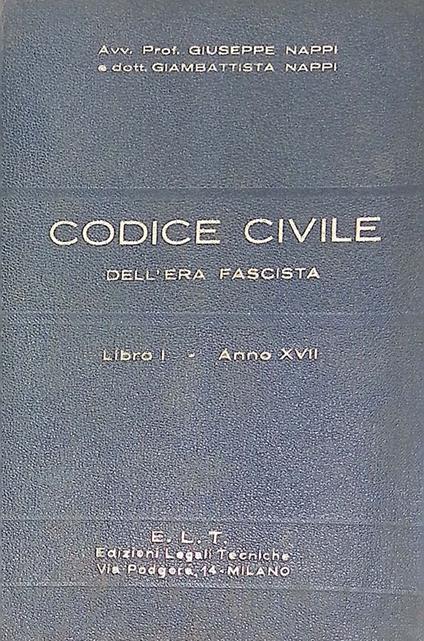 Avv. Prof. GIUSEPPE NAPPI
e dott. GIAMBATTISTA NAPPI
CODICE CIVILE
DELL'ERA FASCISTA
Libro I - Anno XVII
E. L. T.
Edizioni Legali Tecniche
Via Podgora, 14 - MILANO